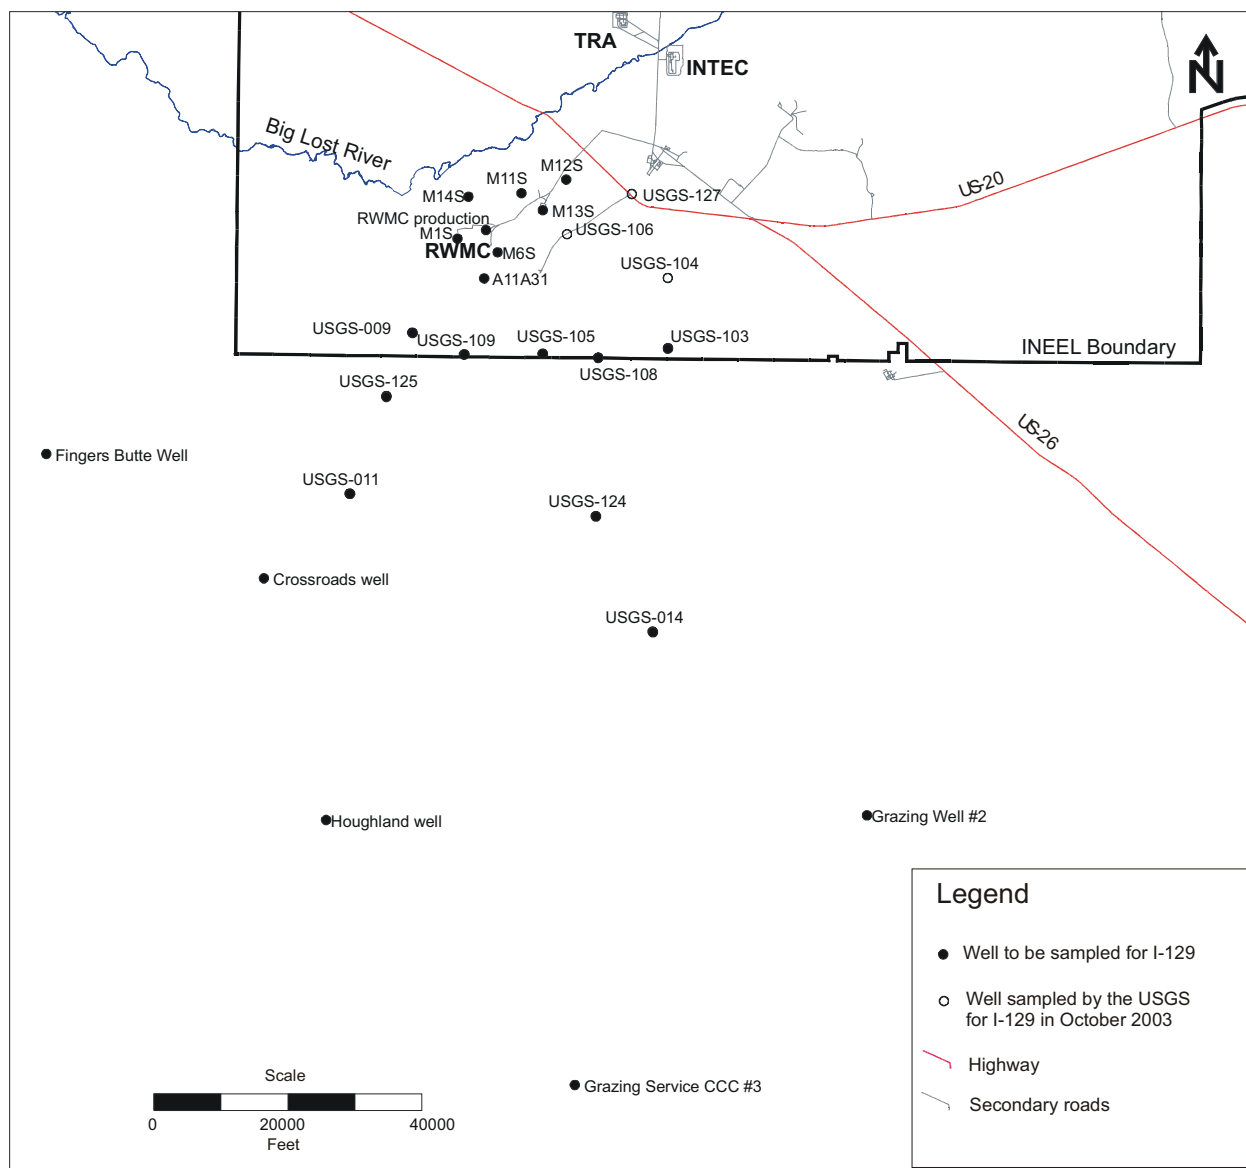 TRA
INTEC
N
Big Lost River
M12S
M11S
M14S
US-20
USGS-127
M13S
RWMC production
USGS-106
M1S
RWMC
M6S
USGS-104
A11A31
USGS-009
USGS-109
USGS-105
USGS-103
INEEL Boundary
USGS-108
USGS-125
US-26
Fingers Butte Well
USGS-011
USGS-124
Crossroads well
USGS-014
Houghland well
Grazing Well #2
Legend
Well to be sampled for I-129
Well sampled by the USGS
for I-129 in October 2003
Highway
Secondary roads
Scale
Grazing Service CCC #3
0 20000 40000
Feet